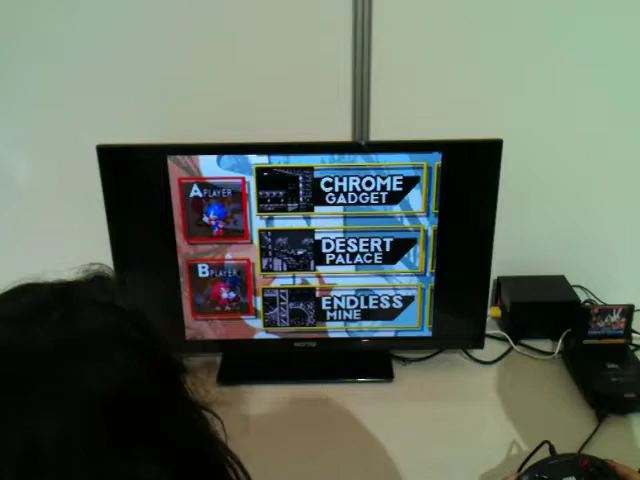 A PLAYER
CHROME
GADGET
DESERT
PALACE
B PLAYER
ENDLESS
MINE